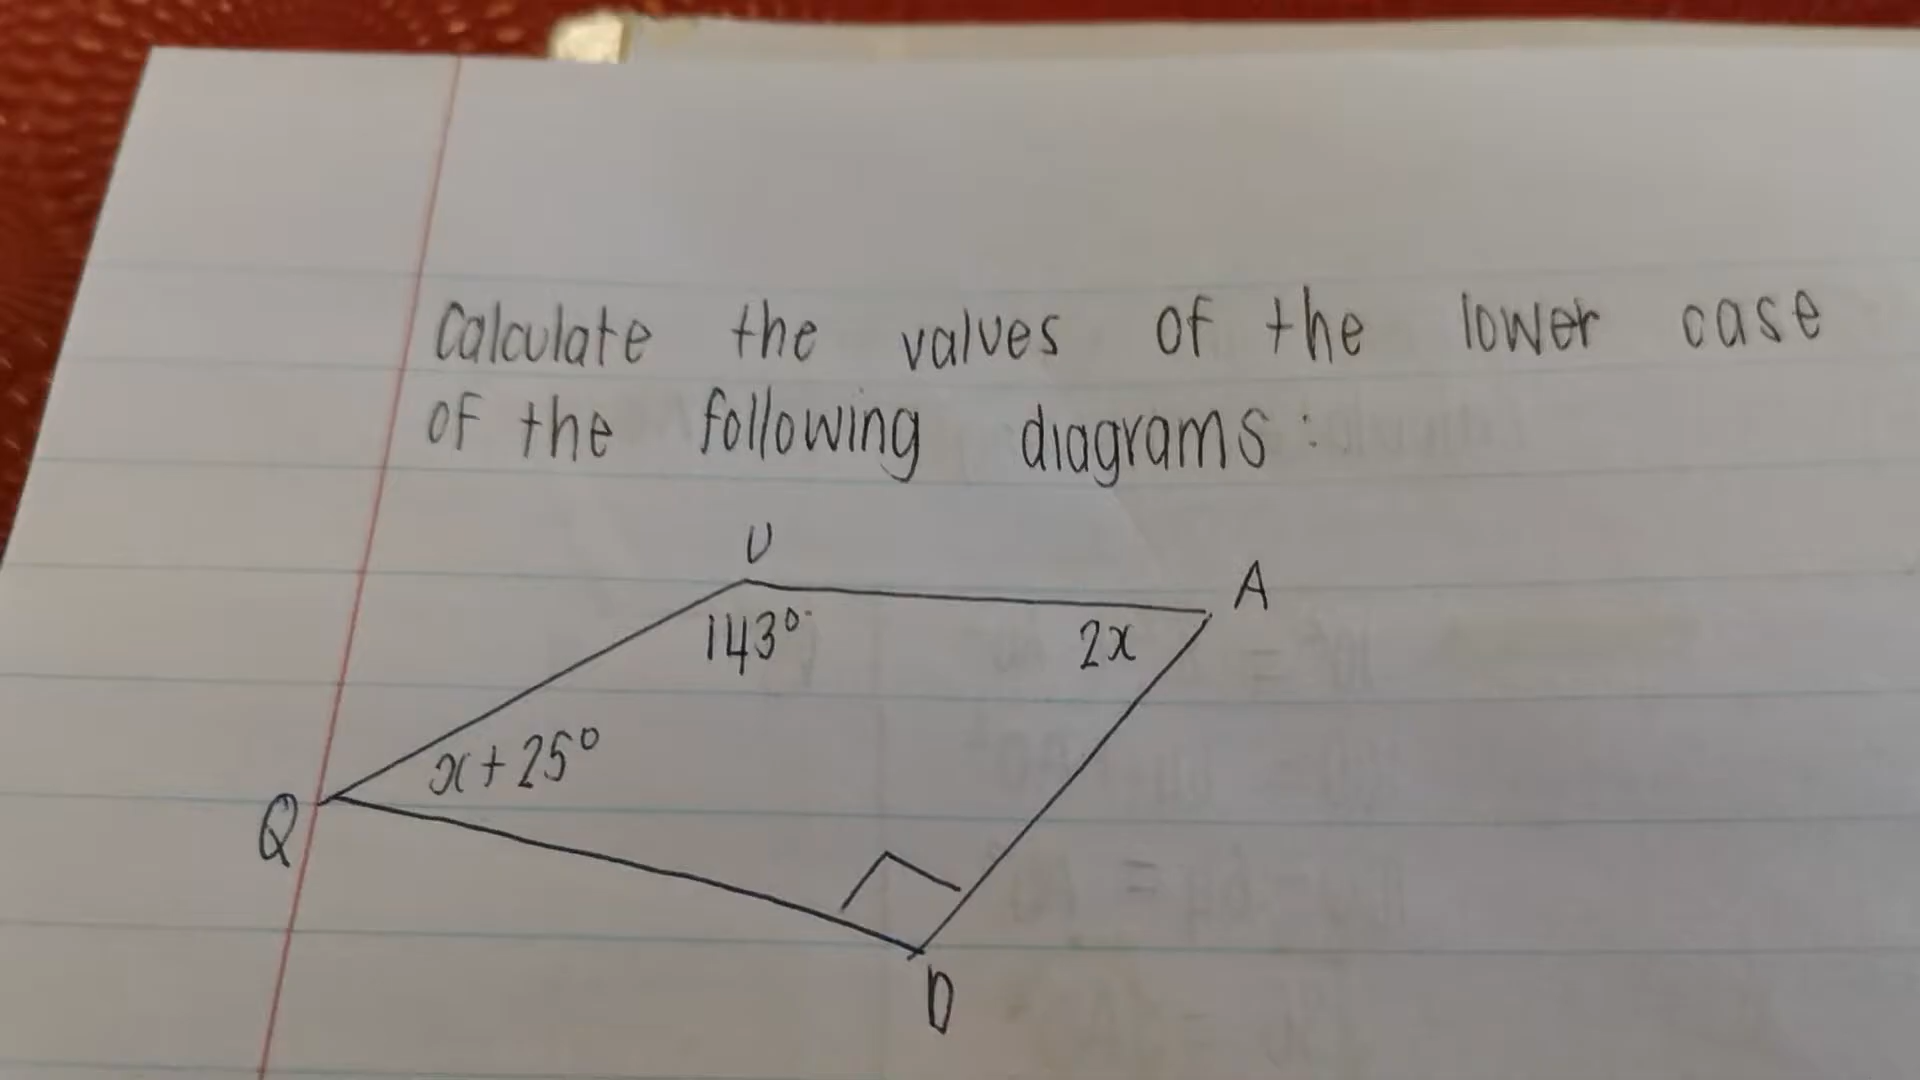 Calculate the values of the lower case
of the following diagrams:
U
A
143°
2x
x+25°
Q
D